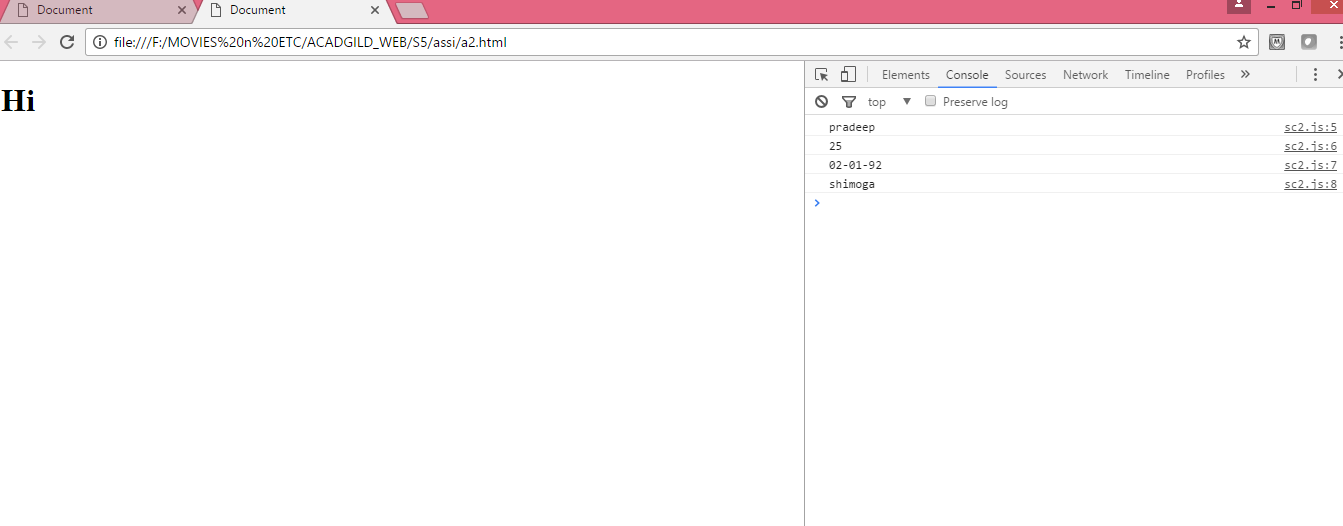 Document
Document
file:///F:/MOVIES%20n%20ETC/ACADGILD_WEB/S5/assi/a2.html
Elements Console Sources Network Timeline Profiles »
top ▼ Preserve log
Hi
pradeep sc2.js:5
25 sc2.js:6
02-01-92 sc2.js:7
shimoga sc2.js:8
>